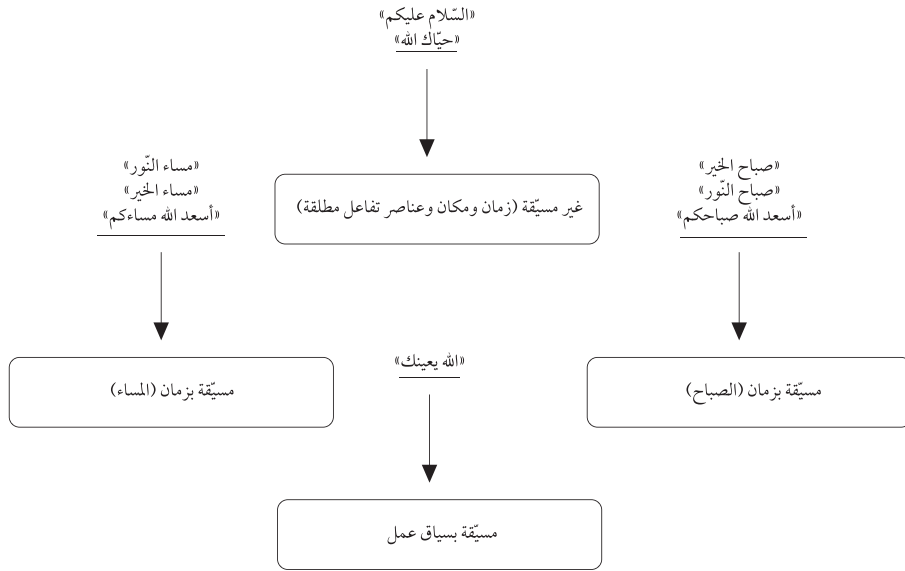 «السّلام عليكم»
«حيّاك الله»
غير مسيّقة (زمان ومكان وعناصر تفاعل مطلقة)
«صباح الخير»
«صباح النّور»
«أسعد الله صباحكم»
مسيّقة بزمان (الصباح)
«مساء النّور»
«مساء الخير»
«أسعد الله مساءكم»
مسيّقة بزمان (المساء)
«الله يعينك»
مسيّقة بسياق عمل